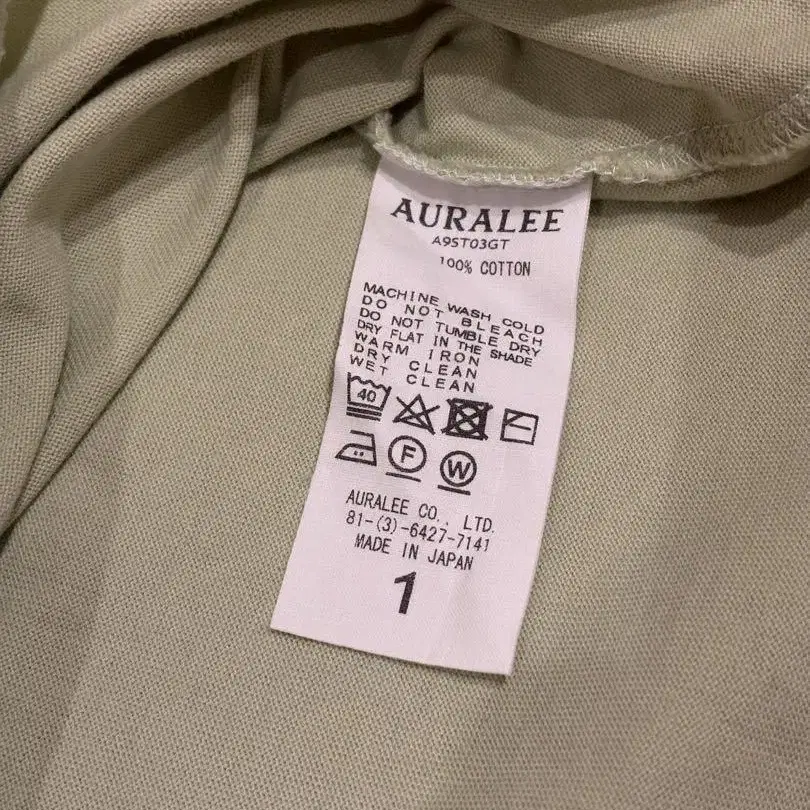 AURALEE
A9ST03GT
100% COTTON
MACHINE WASH COLD
DO NOT BLEACH
DO NOT TUMBLE DRY
DRY FLAT IN THE SHADE
WARM IRON
DRY CLEAN
WET CLEAN
40
F W
AURALEE CO., LTD.
81-(3)-6427-7141
MADE IN JAPAN
1